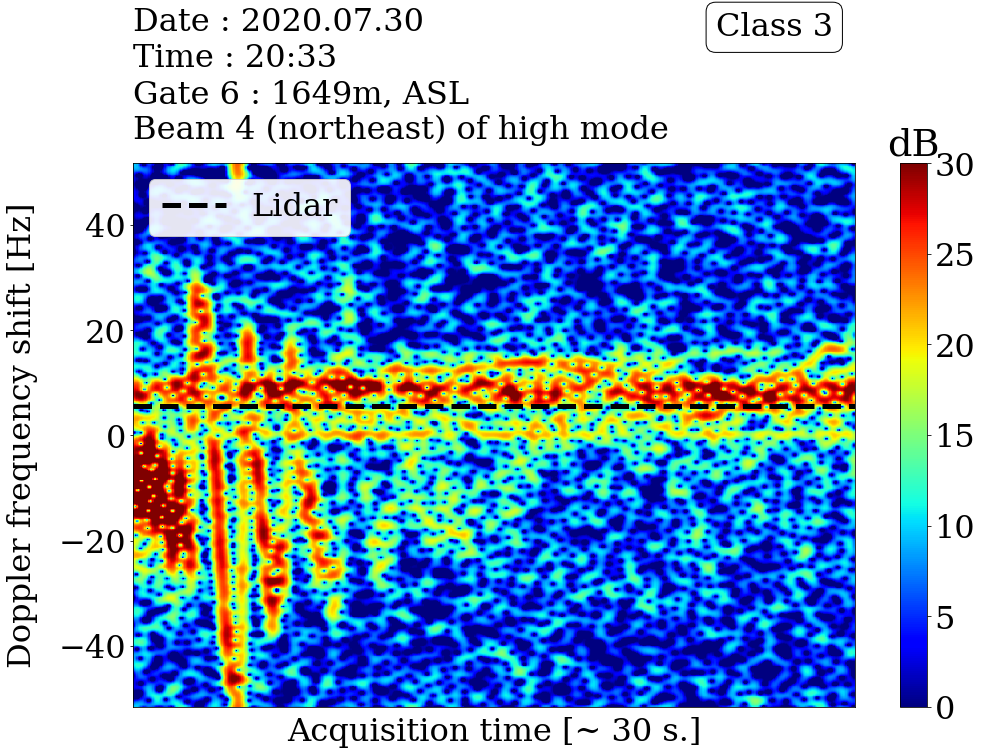 Date : 2020.07.30
Time : 20:33
Gate 6 : 1649m, ASL
Beam 4 (northeast) of high mode
Class 3
dB
Lidar
Doppler frequency shift [Hz]
40
20
0
−20
−40
30
25
20
15
10
5
0
Acquisition time [~ 30 s.]